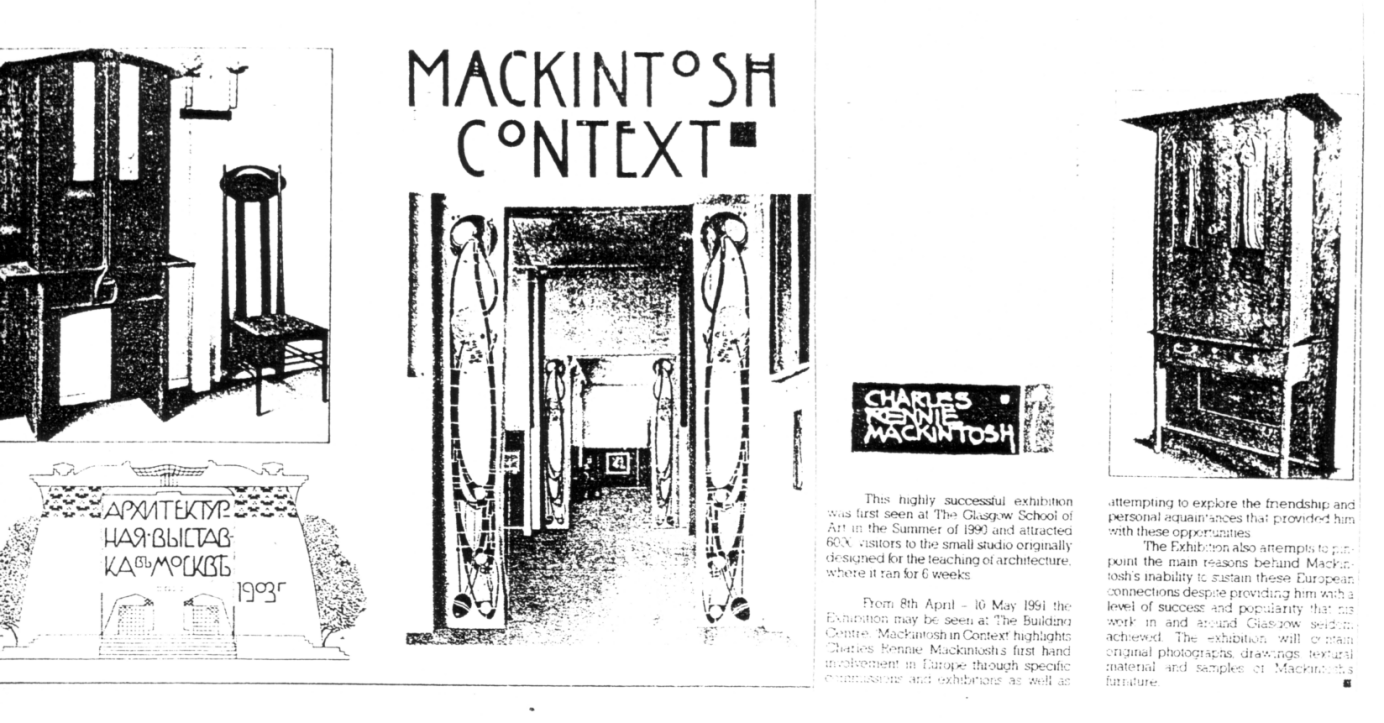 MACKINTOSH
CONTEXT
АРХИТЕКТУР-
НАЯ·ВЫСТАВ-
КА ВЪ МОСКВѢ
1903г
CHARLES
RENNIE
MACKINTOSH
This highly successful exhibition
was first seen at The Glasgow School of
Art in the Summer of 1990 and attracted
visitors to the small studio originally
designed for the teaching of architecture,
where it ran for 6 weeks
From 8th April - 10 May 1991 the
Exhibition may be seen at The Building
Centre. Mackintosh in Context highlights
Charles Rennie Mackintosh's first hand
involvement in Europe through specific
commissions and exhibitions as well as
attempting to explore the friendship and
personal aquaintances that provided him
with these opportunities
The Exhibition also attempts to pin-
point the main reasons behind Mackin-
tosh's inability to sustain these European
connections despite providing him with a
level of success and popularity that his
work in and around Glasgow seldom
achieved. The exhibition will contain
original photographs, drawings, textural
material and samples of Mackintosh's
furniture.